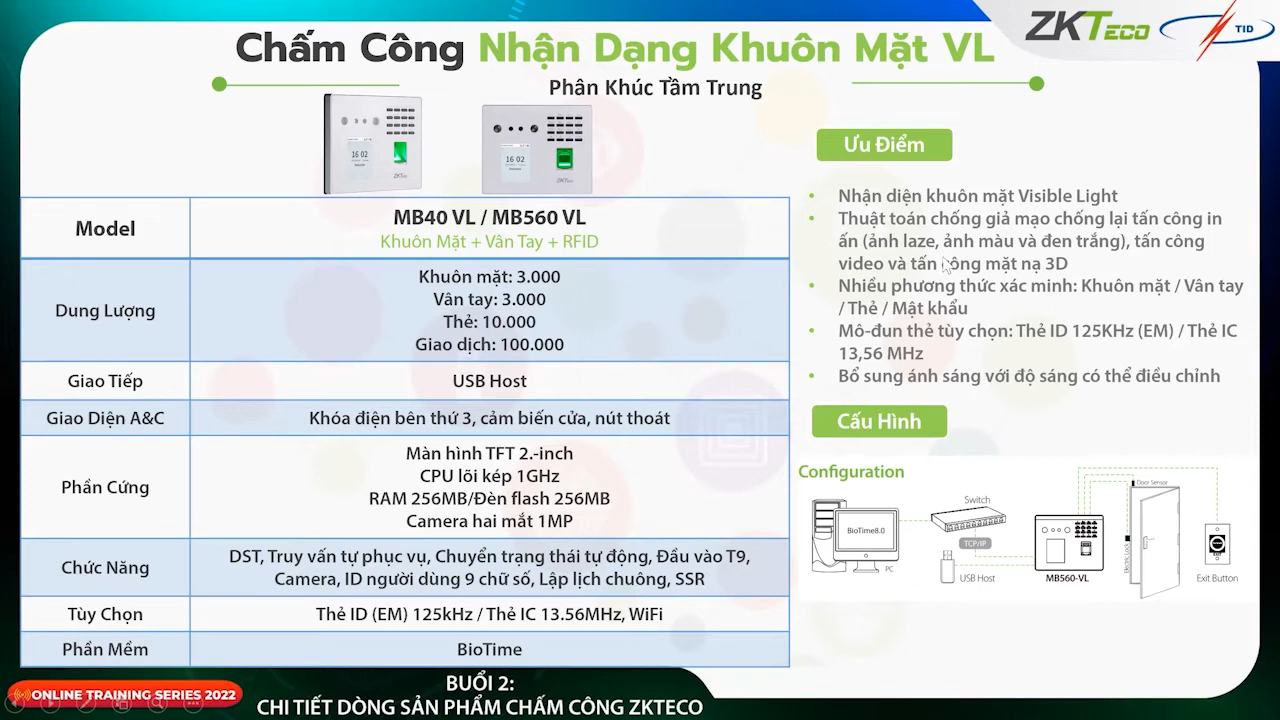 ZKTECO
TID
Chấm Công Nhận Dạng Khuôn Mặt VL
Phân Khúc Tầm Trung
16 02
ZKTECO
16 02
Model
MB40 VL / MB560 VL
Khuôn Mặt + Vân Tay + RFID
Dung Lượng
Khuôn mặt: 3.000
Vân tay: 3.000
Thẻ: 10.000
Giao dịch: 100.000
Giao Tiếp
USB Host
Giao Diện A&C
Khóa điện bên thứ 3, cảm biến cửa, nút thoát
Phần Cứng
Màn hình TFT 2.-inch
CPU lõi kép 1GHz
RAM 256MB/Đèn flash 256MB
Camera hai mắt 1MP
Chức Năng
DST, Truy vấn tự phục vụ, Chuyển trạng thái tự động, Đầu vào T9,
Camera, ID người dùng 9 chữ số, Lập lịch chuông, SSR
Tùy Chọn
Thẻ ID (EM) 125kHz / Thẻ IC 13.56MHz, WiFi
Phần Mềm
BioTime
Ưu Điểm
• Nhận diện khuôn mặt Visible Light
• Thuật toán chống giả mạo chống lại tấn công in
ấn (ảnh laze, ảnh màu và đen trắng), tấn công
video và tấn công mặt nạ 3D
• Nhiều phương thức xác minh: Khuôn mặt / Vân tay
/ Thẻ / Mật khẩu
• Mô-đun thẻ tùy chọn: Thẻ ID 125KHz (EM) / Thẻ IC
13,56 MHz
• Bổ sung ánh sáng với độ sáng có thể điều chỉnh
Cấu Hình
Configuration
BioTime8.0
PC
Switch
TCP/IP
USB Host
MB560-VL
Door Sensor
Electric Lock
EXIT
Exit Button
ONLINE TRAINING SERIES 2022
BUỔI 2:
CHI TIẾT DÒNG SẢN PHẨM CHẤM CÔNG ZKTECO